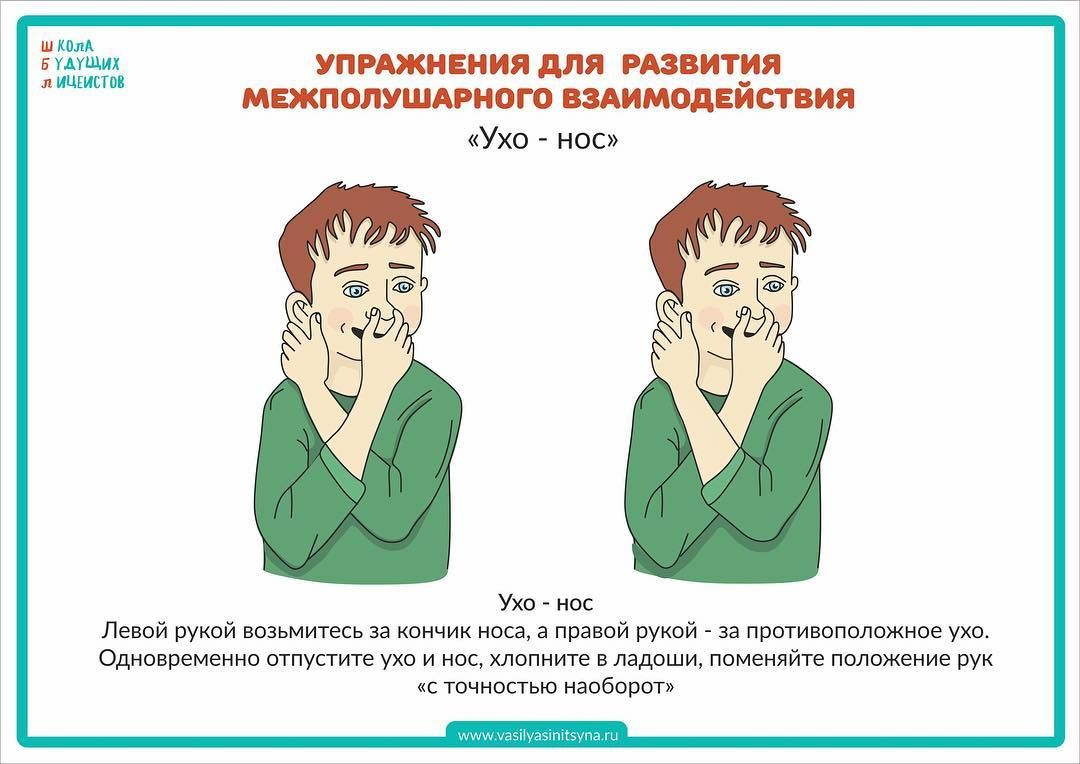 Ш КОЛА
Б УДУЩИХ
Л ИЦЕИСТОВ
УПРАЖНЕНИЯ ДЛЯ РАЗВИТИЯ
МЕЖПОЛУШАРНОГО ВЗАИМОДЕЙСТВИЯ
«Ухо - нос»
Ухо - нос
Левой рукой возьмитесь за кончик носа, а правой рукой - за противоположное ухо.
Одновременно отпустите ухо и нос, хлопните в ладоши, поменяйте положение рук
«с точностью наоборот»
www.vasilyasinitsyna.ru